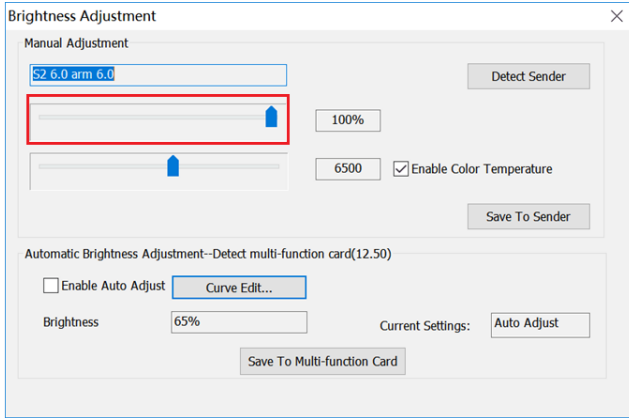 Brightness Adjustment
Manual Adjustment
S2 6.0 arm 6.0
Detect Sender
100%
6500
Enable Color Temperature
Save To Sender
Automatic Brightness Adjustment--Detect multi-function card(12.50)
Enable Auto Adjust
Curve Edit...
Brightness
65%
Current Settings:
Auto Adjust
Save To Multi-function Card